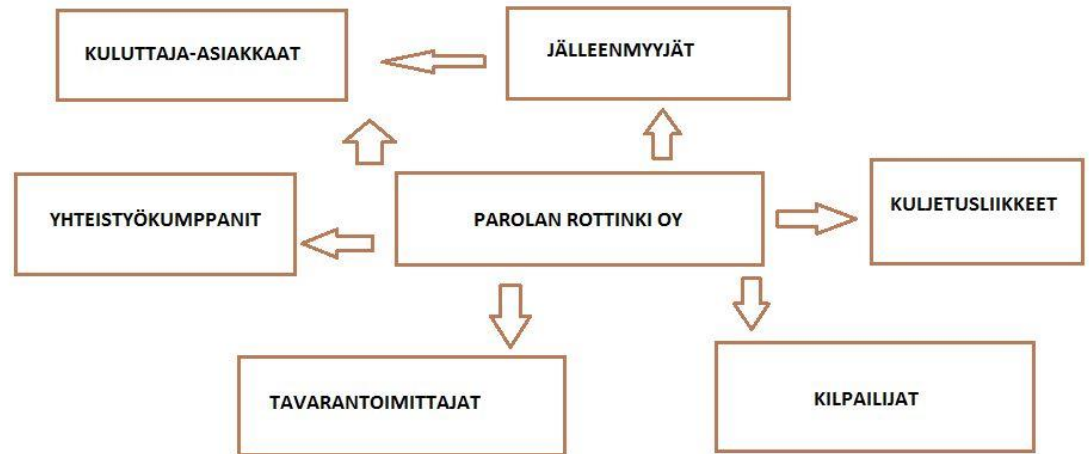 KULUTTAJA-ASIAKKAAT
JÄLLEENMYYJÄT
YHTEISTYÖKUMPPANIT
PAROLAN ROTTINKI OY
KULJETUSLIIKKEET
TAVARANTOIMITTAJAT
KILPAILIJAT